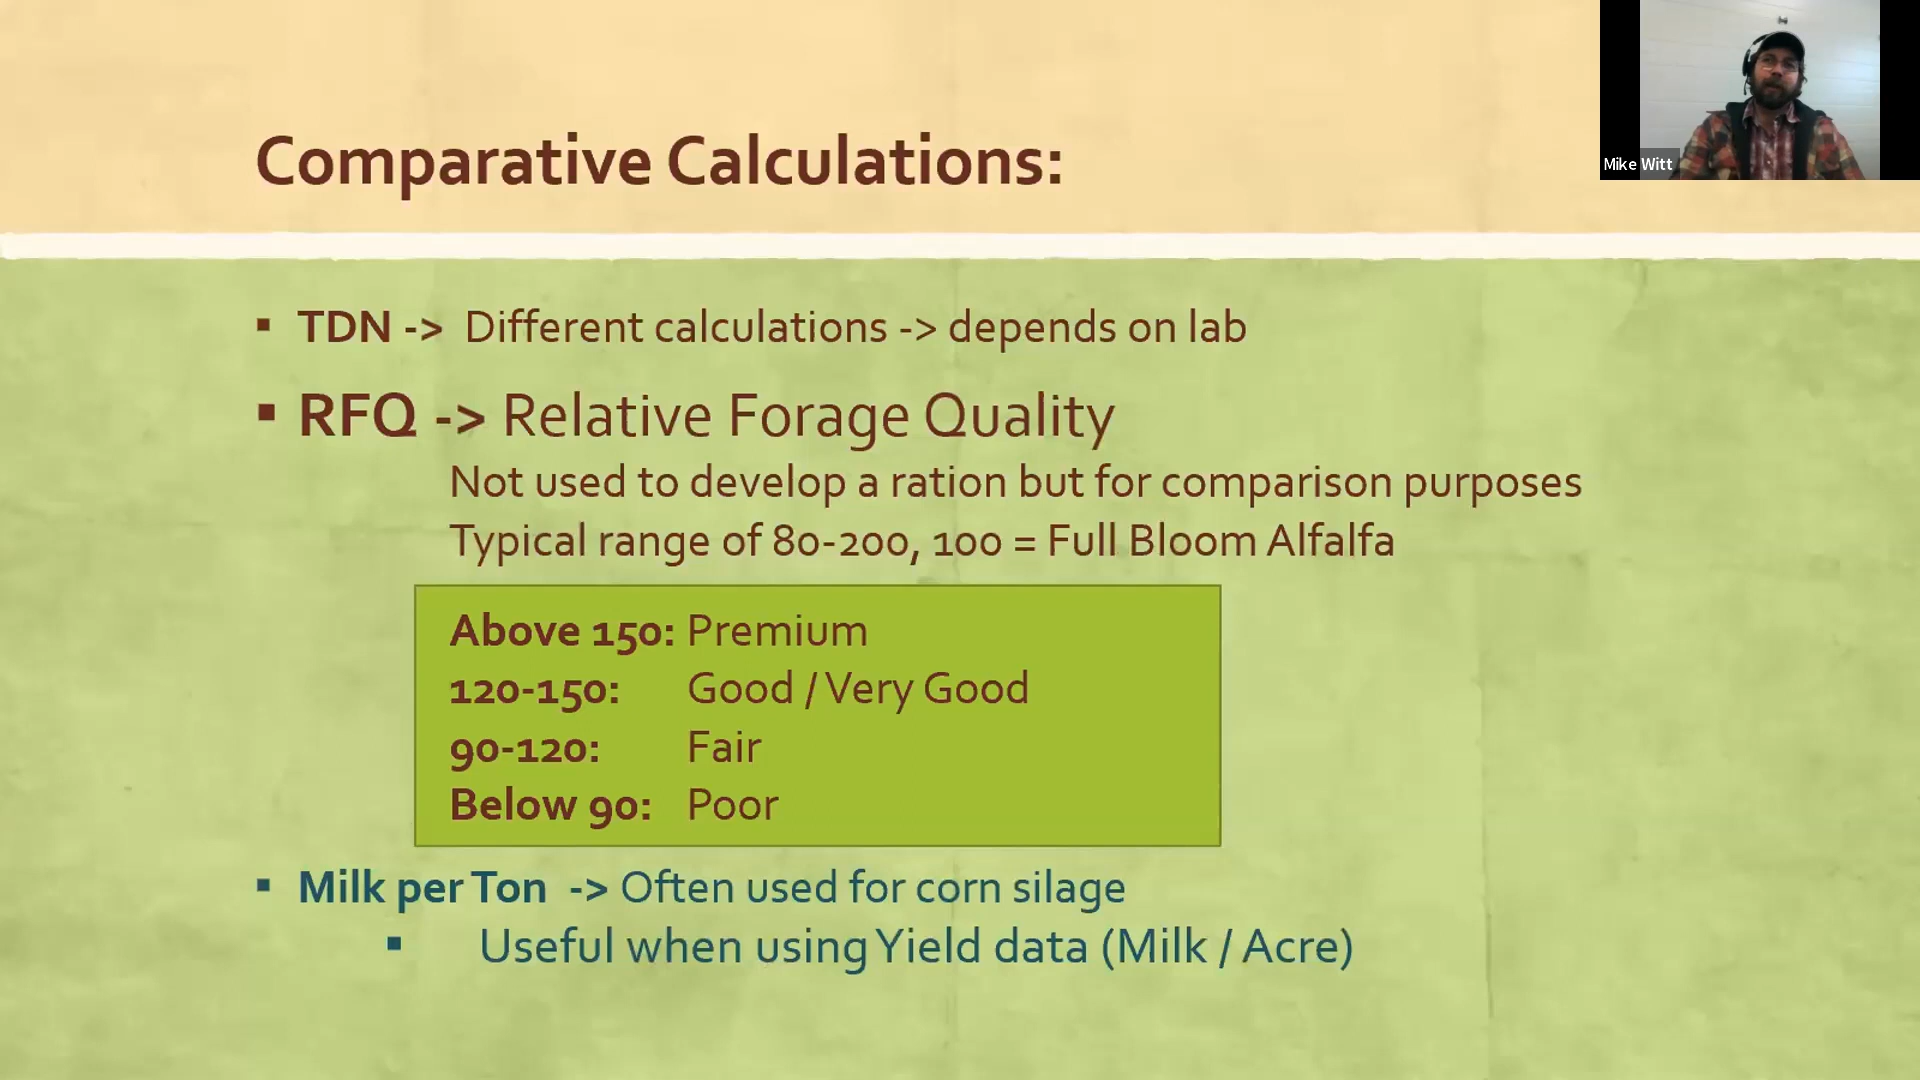 Comparative Calculations:
Mike Witt
▪ TDN -> Different calculations -> depends on lab
▪ RFQ -> Relative Forage Quality
Not used to develop a ration but for comparison purposes
Typical range of 80-200, 100 = Full Bloom Alfalfa
Above 150: Premium
120-150: Good / Very Good
90-120: Fair
Below 90: Poor
▪ Milk per Ton -> Often used for corn silage
▪ Useful when using Yield data (Milk / Acre)